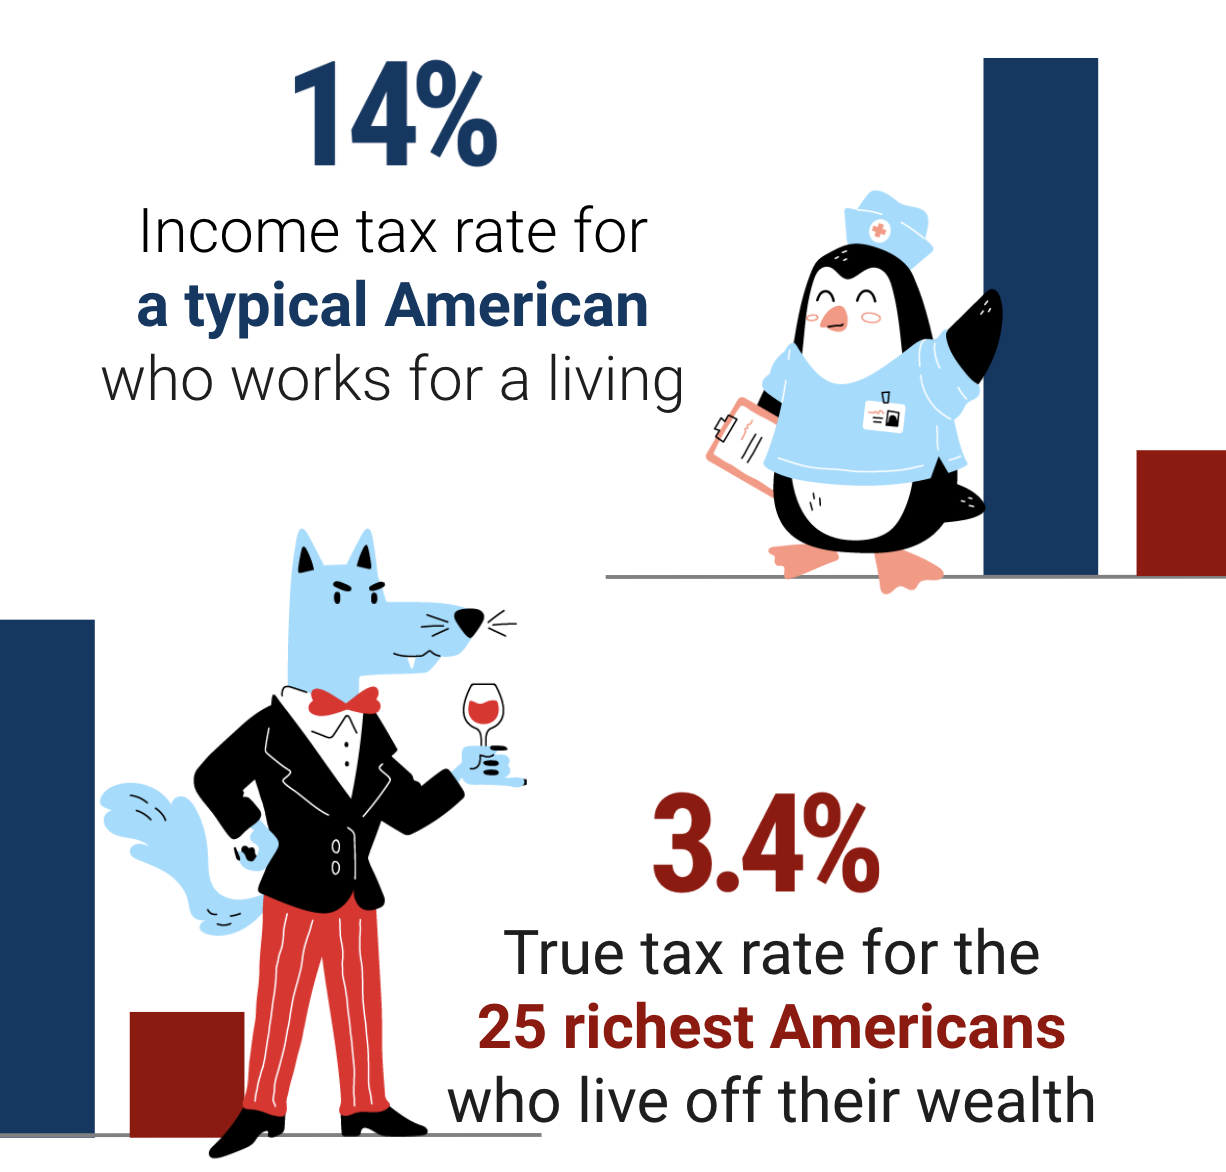 14%
Income tax rate for
a typical American
who works for a living
3.4%
True tax rate for the
25 richest Americans
who live off their wealth